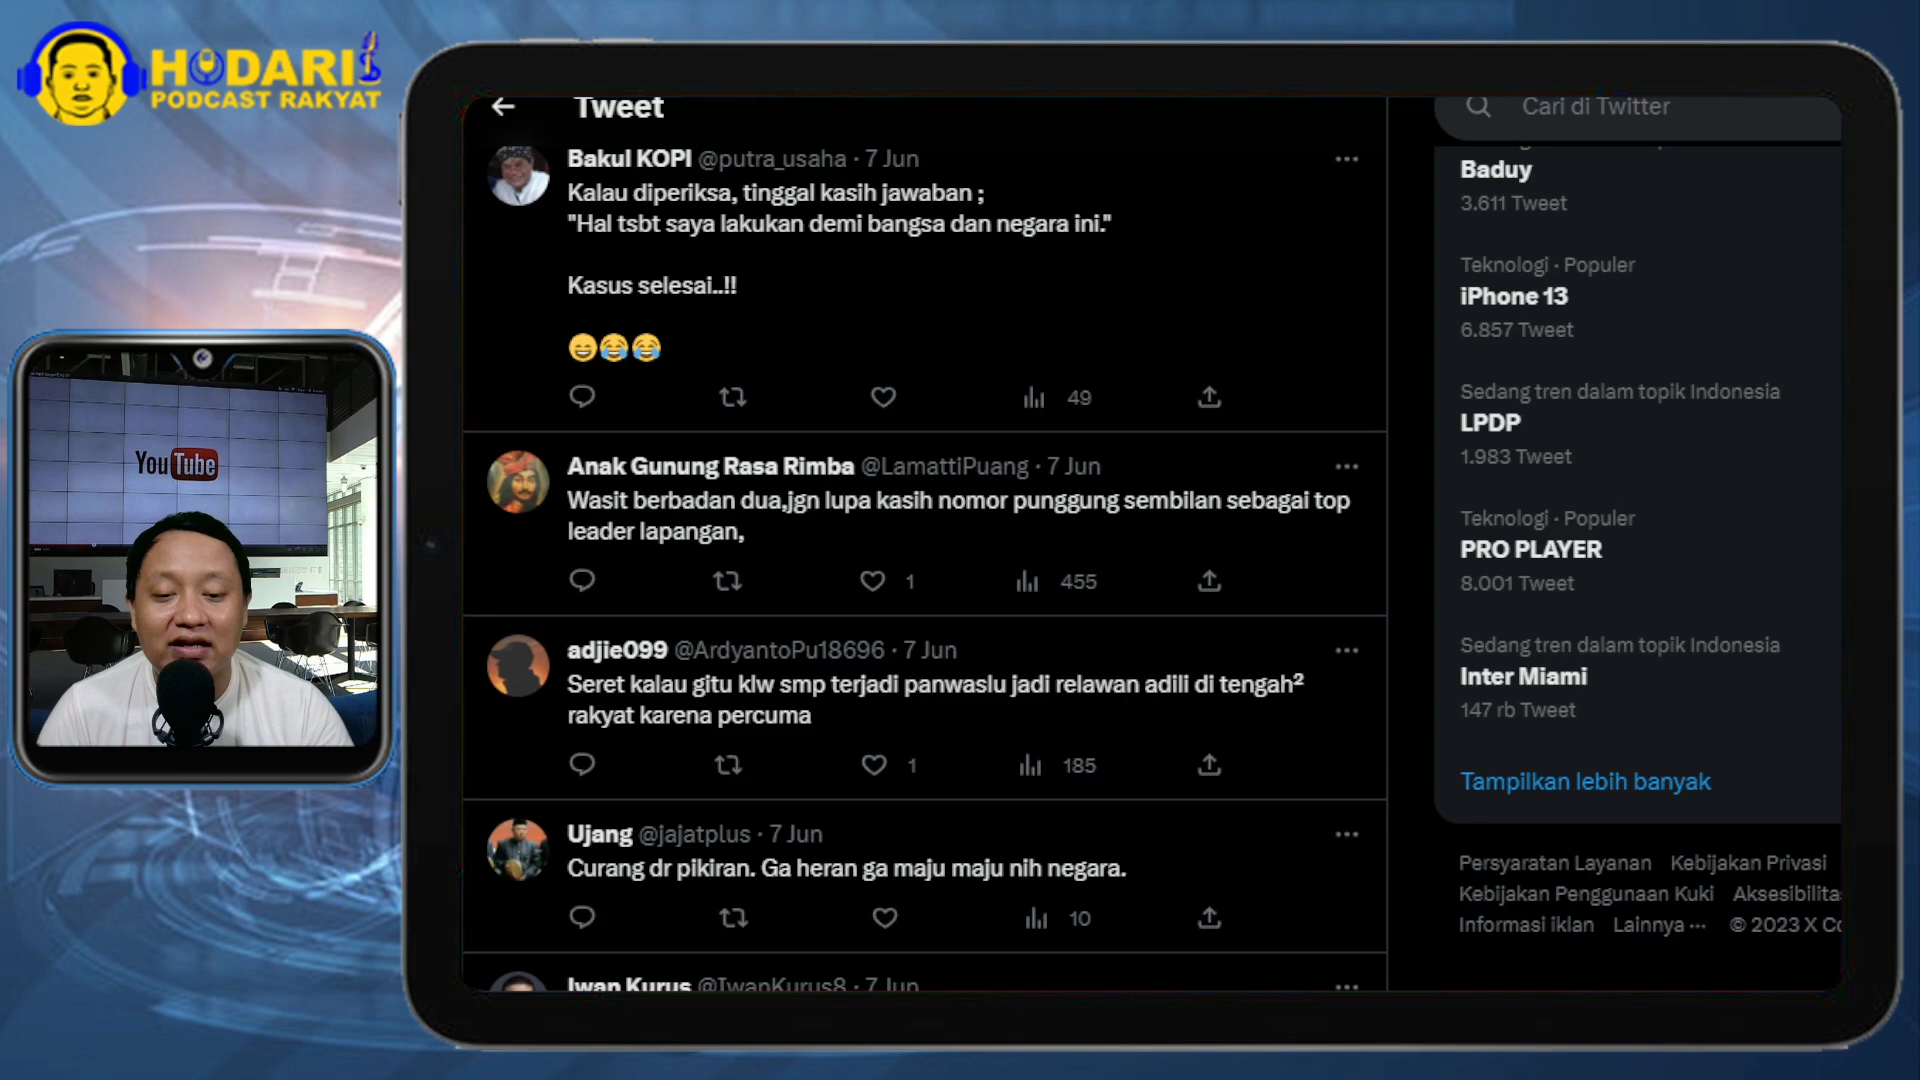 HODARI
PODCAST RAKYAT
YouTube
Tweet
Bakul KOPI @putra_usaha · 7 Jun
Kalau diperiksa, tinggal kasih jawaban ;
"Hal tsbt saya lakukan demi bangsa dan negara ini."
Kasus selesai..!!
😄😂😂
49
Anak Gunung Rasa Rimba @LamattiPuang · 7 Jun
Wasit berbadan dua,jgn lupa kasih nomor punggung sembilan sebagai top
leader lapangan,
1 455
adjie099 @ArdyantoPu18696 · 7 Jun
Seret kalau gitu klw smp terjadi panwaslu jadi relawan adili di tengah²
rakyat karena percuma
1 185
Ujang @jajatplus · 7 Jun
Curang dr pikiran. Ga heran ga maju maju nih negara.
10
Iwan Kurus @IwanKurus8 · 7 Jun
Cari di Twitter
Baduy
3.611 Tweet
Teknologi · Populer
iPhone 13
6.857 Tweet
Sedang tren dalam topik Indonesia
LPDP
1.983 Tweet
Teknologi · Populer
PRO PLAYER
8.001 Tweet
Sedang tren dalam topik Indonesia
Inter Miami
147 rb Tweet
Tampilkan lebih banyak
Persyaratan Layanan Kebijakan Privasi
Kebijakan Penggunaan Kuki Aksesibilita
Informasi iklan Lainnya ··· © 2023 X Co